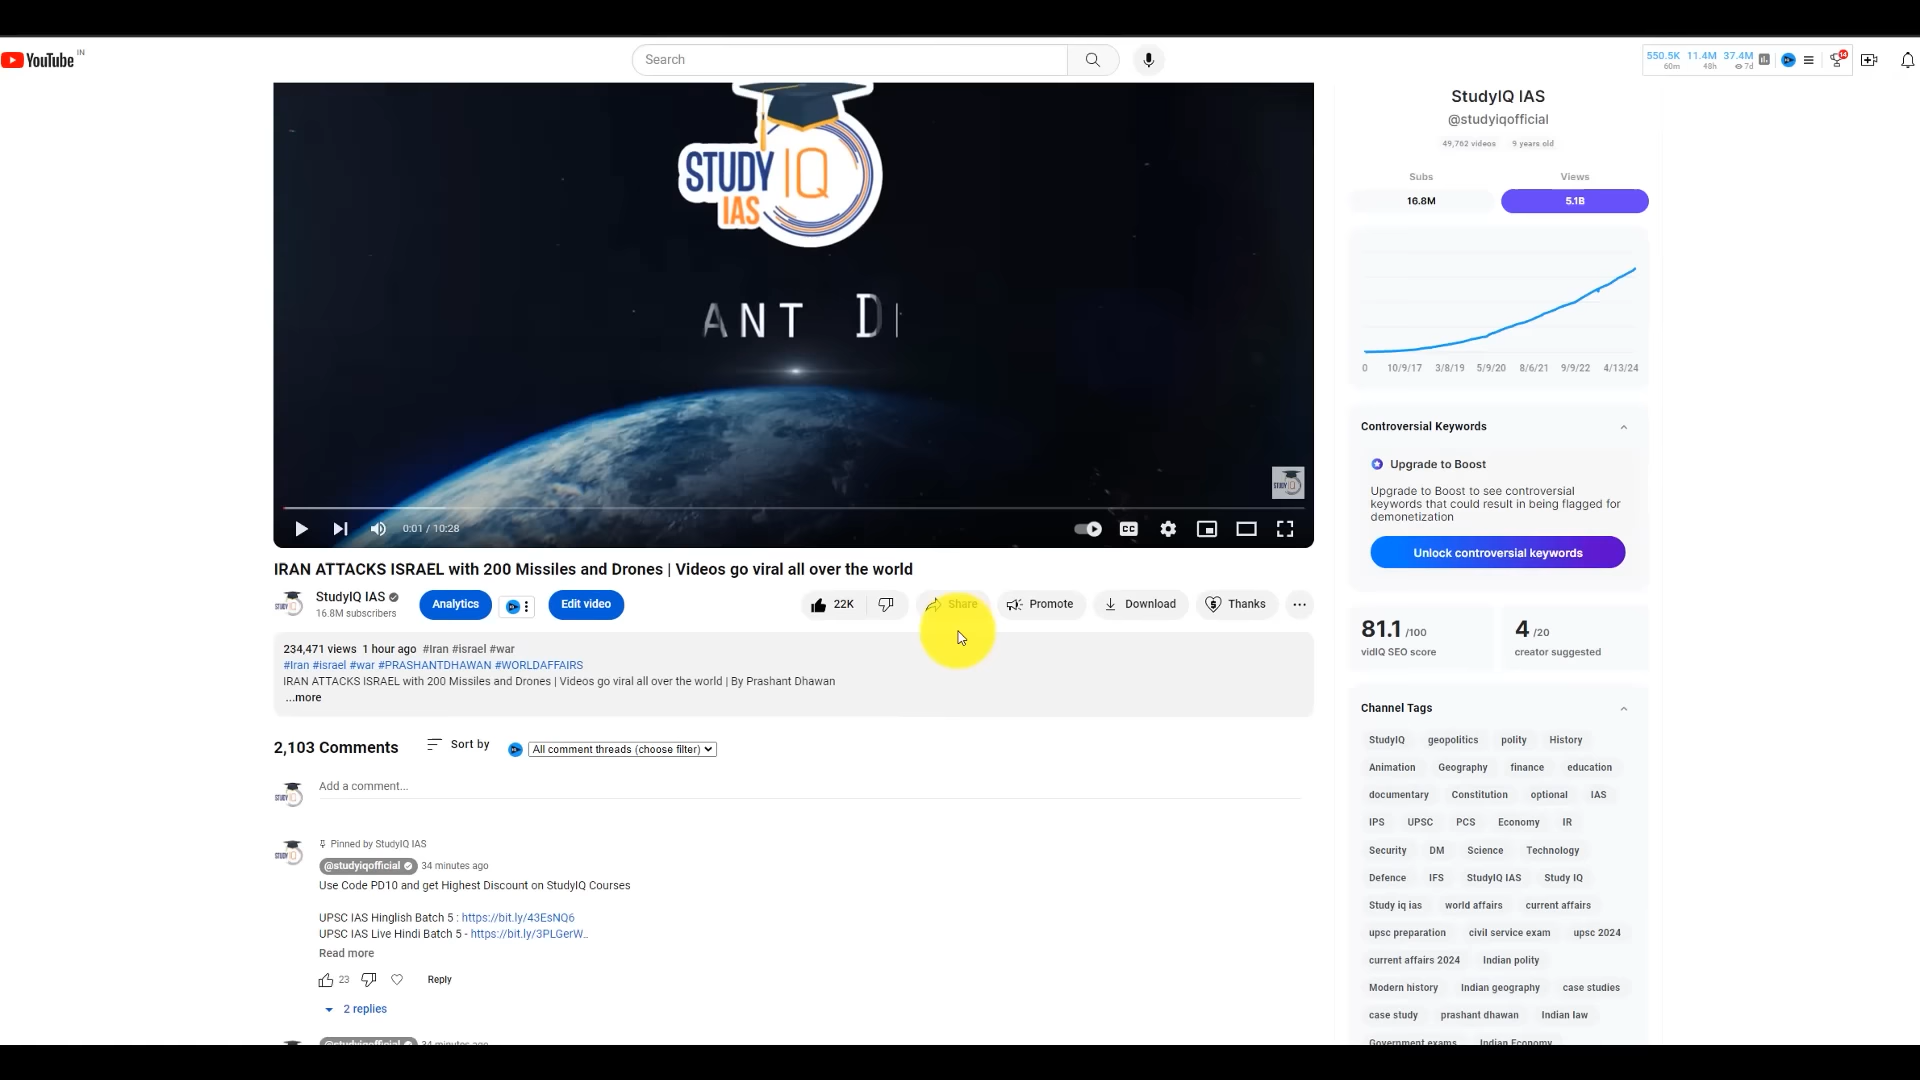 YouTube IN
Search
550.5K 11.4M 37.4M
60m 48h 7d
STUDY IQ
IAS
ANT D
STUDY
0:01 / 10:28
CC
IRAN ATTACKS ISRAEL with 200 Missiles and Drones | Videos go viral all over the world
StudyIQ IAS
16.8M subscribers
Analytics
Edit video
22K
Share
Promote
Download
Thanks
234,471 views 1 hour ago #Iran #israel #war
#Iran #israel #war #PRASHANTDHAWAN #WORLDAFFAIRS
IRAN ATTACKS ISRAEL with 200 Missiles and Drones | Videos go viral all over the world | By Prashant Dhawan
...more
2,103 Comments
Sort by
All comment threads (choose filter)
Add a comment...
Pinned by StudyIQ IAS
@studyiqofficial 34 minutes ago
Use Code PD10 and get Highest Discount on StudyIQ Courses
UPSC IAS Hinglish Batch 5 : https://bit.ly/43EsNQ6
UPSC IAS Live Hindi Batch 5 - https://bit.ly/3PLGerW...
Read more
23
Reply
2 replies
@studyiqofficial 34 minutes ago
StudyIQ IAS
@studyiqofficial
49,762 videos 9 years old
Subs Views
16.8M 5.1B
0 10/9/17 3/8/19 5/9/20 8/6/21 9/9/22 4/13/24
Controversial Keywords
Upgrade to Boost
Upgrade to Boost to see controversial
keywords that could result in being flagged for
demonetization
Unlock controversial keywords
81.1 /100
vidIQ SEO score
4 /20
creator suggested
Channel Tags
StudyIQ geopolitics polity History
Animation Geography finance education
documentary Constitution optional IAS
IPS UPSC PCS Economy IR
Security DM Science Technology
Defence IFS StudyIQ IAS Study IQ
Study iq ias world affairs current affairs
upsc preparation civil service exam upsc 2024
current affairs 2024 Indian polity
Modern history Indian geography case studies
case study prashant dhawan Indian law
Government exams Indian Economy